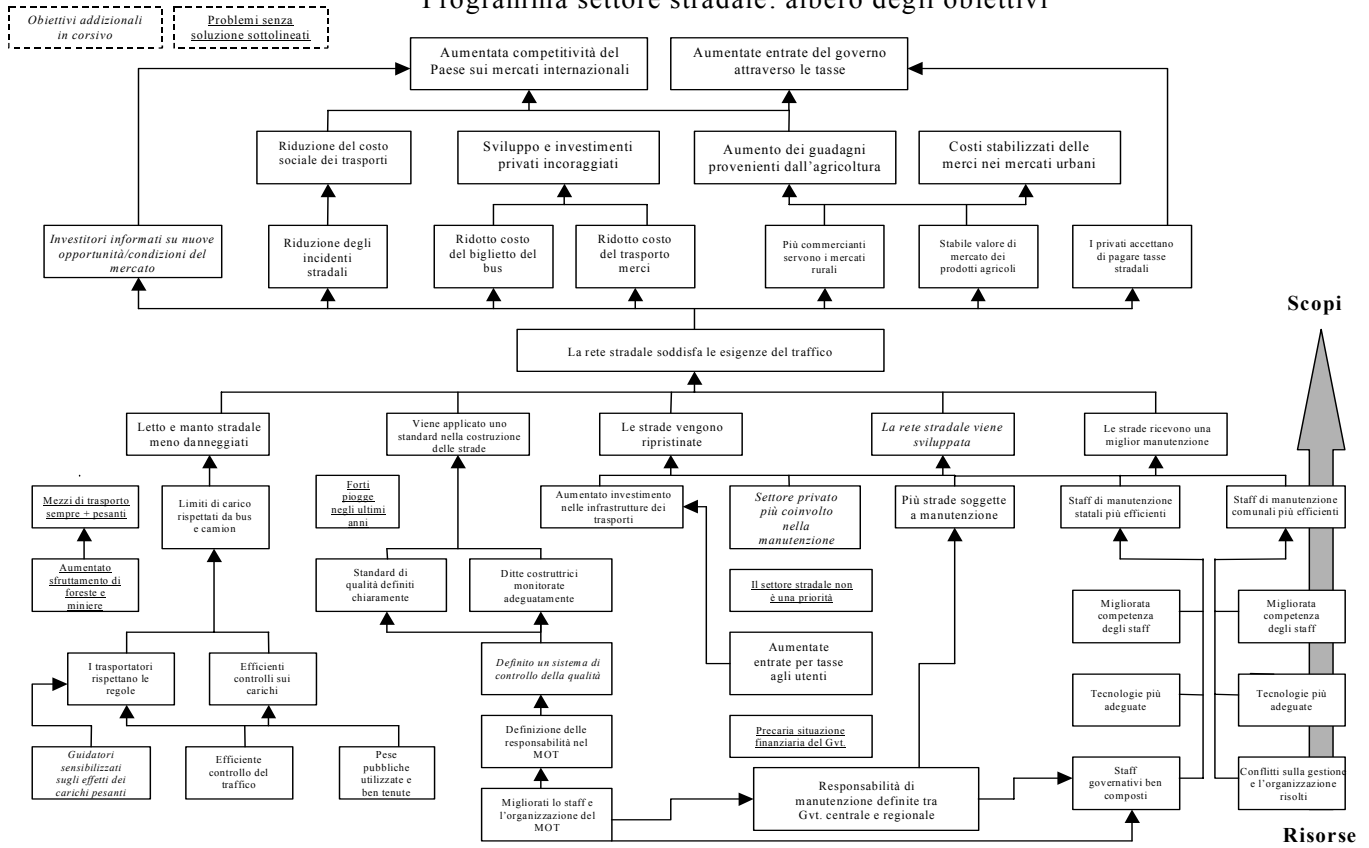 Programma settore stradale: albero degli obiettivi
Obiettivi addizionali
in corsivo
Problemi senza
soluzione sottolineati
Aumentata competitività del
Paese sui mercati internazionali
Aumentate entrate del governo
attraverso le tasse
Riduzione del costo
sociale dei trasporti
Sviluppo e investimenti
privati incoraggiati
Aumento dei guadagni
provenienti dall'agricoltura
Costi stabilizzati delle
merci nei mercati urbani
Investitori informati su nuove
opportunità/condizioni del
mercato
Riduzione degli
incidenti
stradali
Ridotto costo
del biglietto del
bus
Ridotto costo
del trasporto
merci
Più commercianti
servono i mercati
rurali
Stabile valore di
mercato dei
prodotti agricoli
I privati accettano
di pagare tasse
stradali
Scopi
La rete stradale soddisfa le esigenze del traffico
Letto e manto stradale
meno danneggiati
Viene applicato uno
standard nella costruzione
delle strade
Le strade vengono
ripristinate
La rete stradale viene
sviluppata
Le strade ricevono una
miglior manutenzione
Mezzi di trasporto
sempre + pesanti
Limiti di carico
rispettati da bus
e camion
Forti
piogge
negli ultimi
anni
Aumentato investimento
nelle infrastrutture dei
trasporti
Settore privato
più coinvolto
nella
manutenzione
Più strade soggette
a manutenzione
Staff di manutenzione
statali più efficienti
Staff di manutenzione
comunali più efficienti
Aumentato
sfruttamento di
foreste e
miniere
Standard di
qualità definiti
chiaramente
Ditte costruttrici
monitorate
adeguatamente
Il settore stradale non
è una priorità
Migliorata
competenza
degli staff
Migliorata
competenza
degli staff
I trasportatori
rispettano le
regole
Efficienti
controlli sui
carichi
Definito un sistema di
controllo della qualità
Aumentate
entrate per tasse
agli utenti
Tecnologie più
adeguate
Tecnologie più
adeguate
Guidatori
sensibilizzati
sugli effetti dei
carichi pesanti
Efficiente
controllo del
traffico
Pese
pubbliche
utilizzate e
ben tenute
Definizione delle
responsabilità nel
MOT
Precaria situazione
finanziaria del Gvt.
Migliorati lo staff e
l'organizzazione del
MOT
Responsabilità di
manutenzione definite tra
Gvt. centrale e regionale
Staff
governativi ben
composti
Conflitti sulla gestione
e l'organizzazione
risolti
Risorse